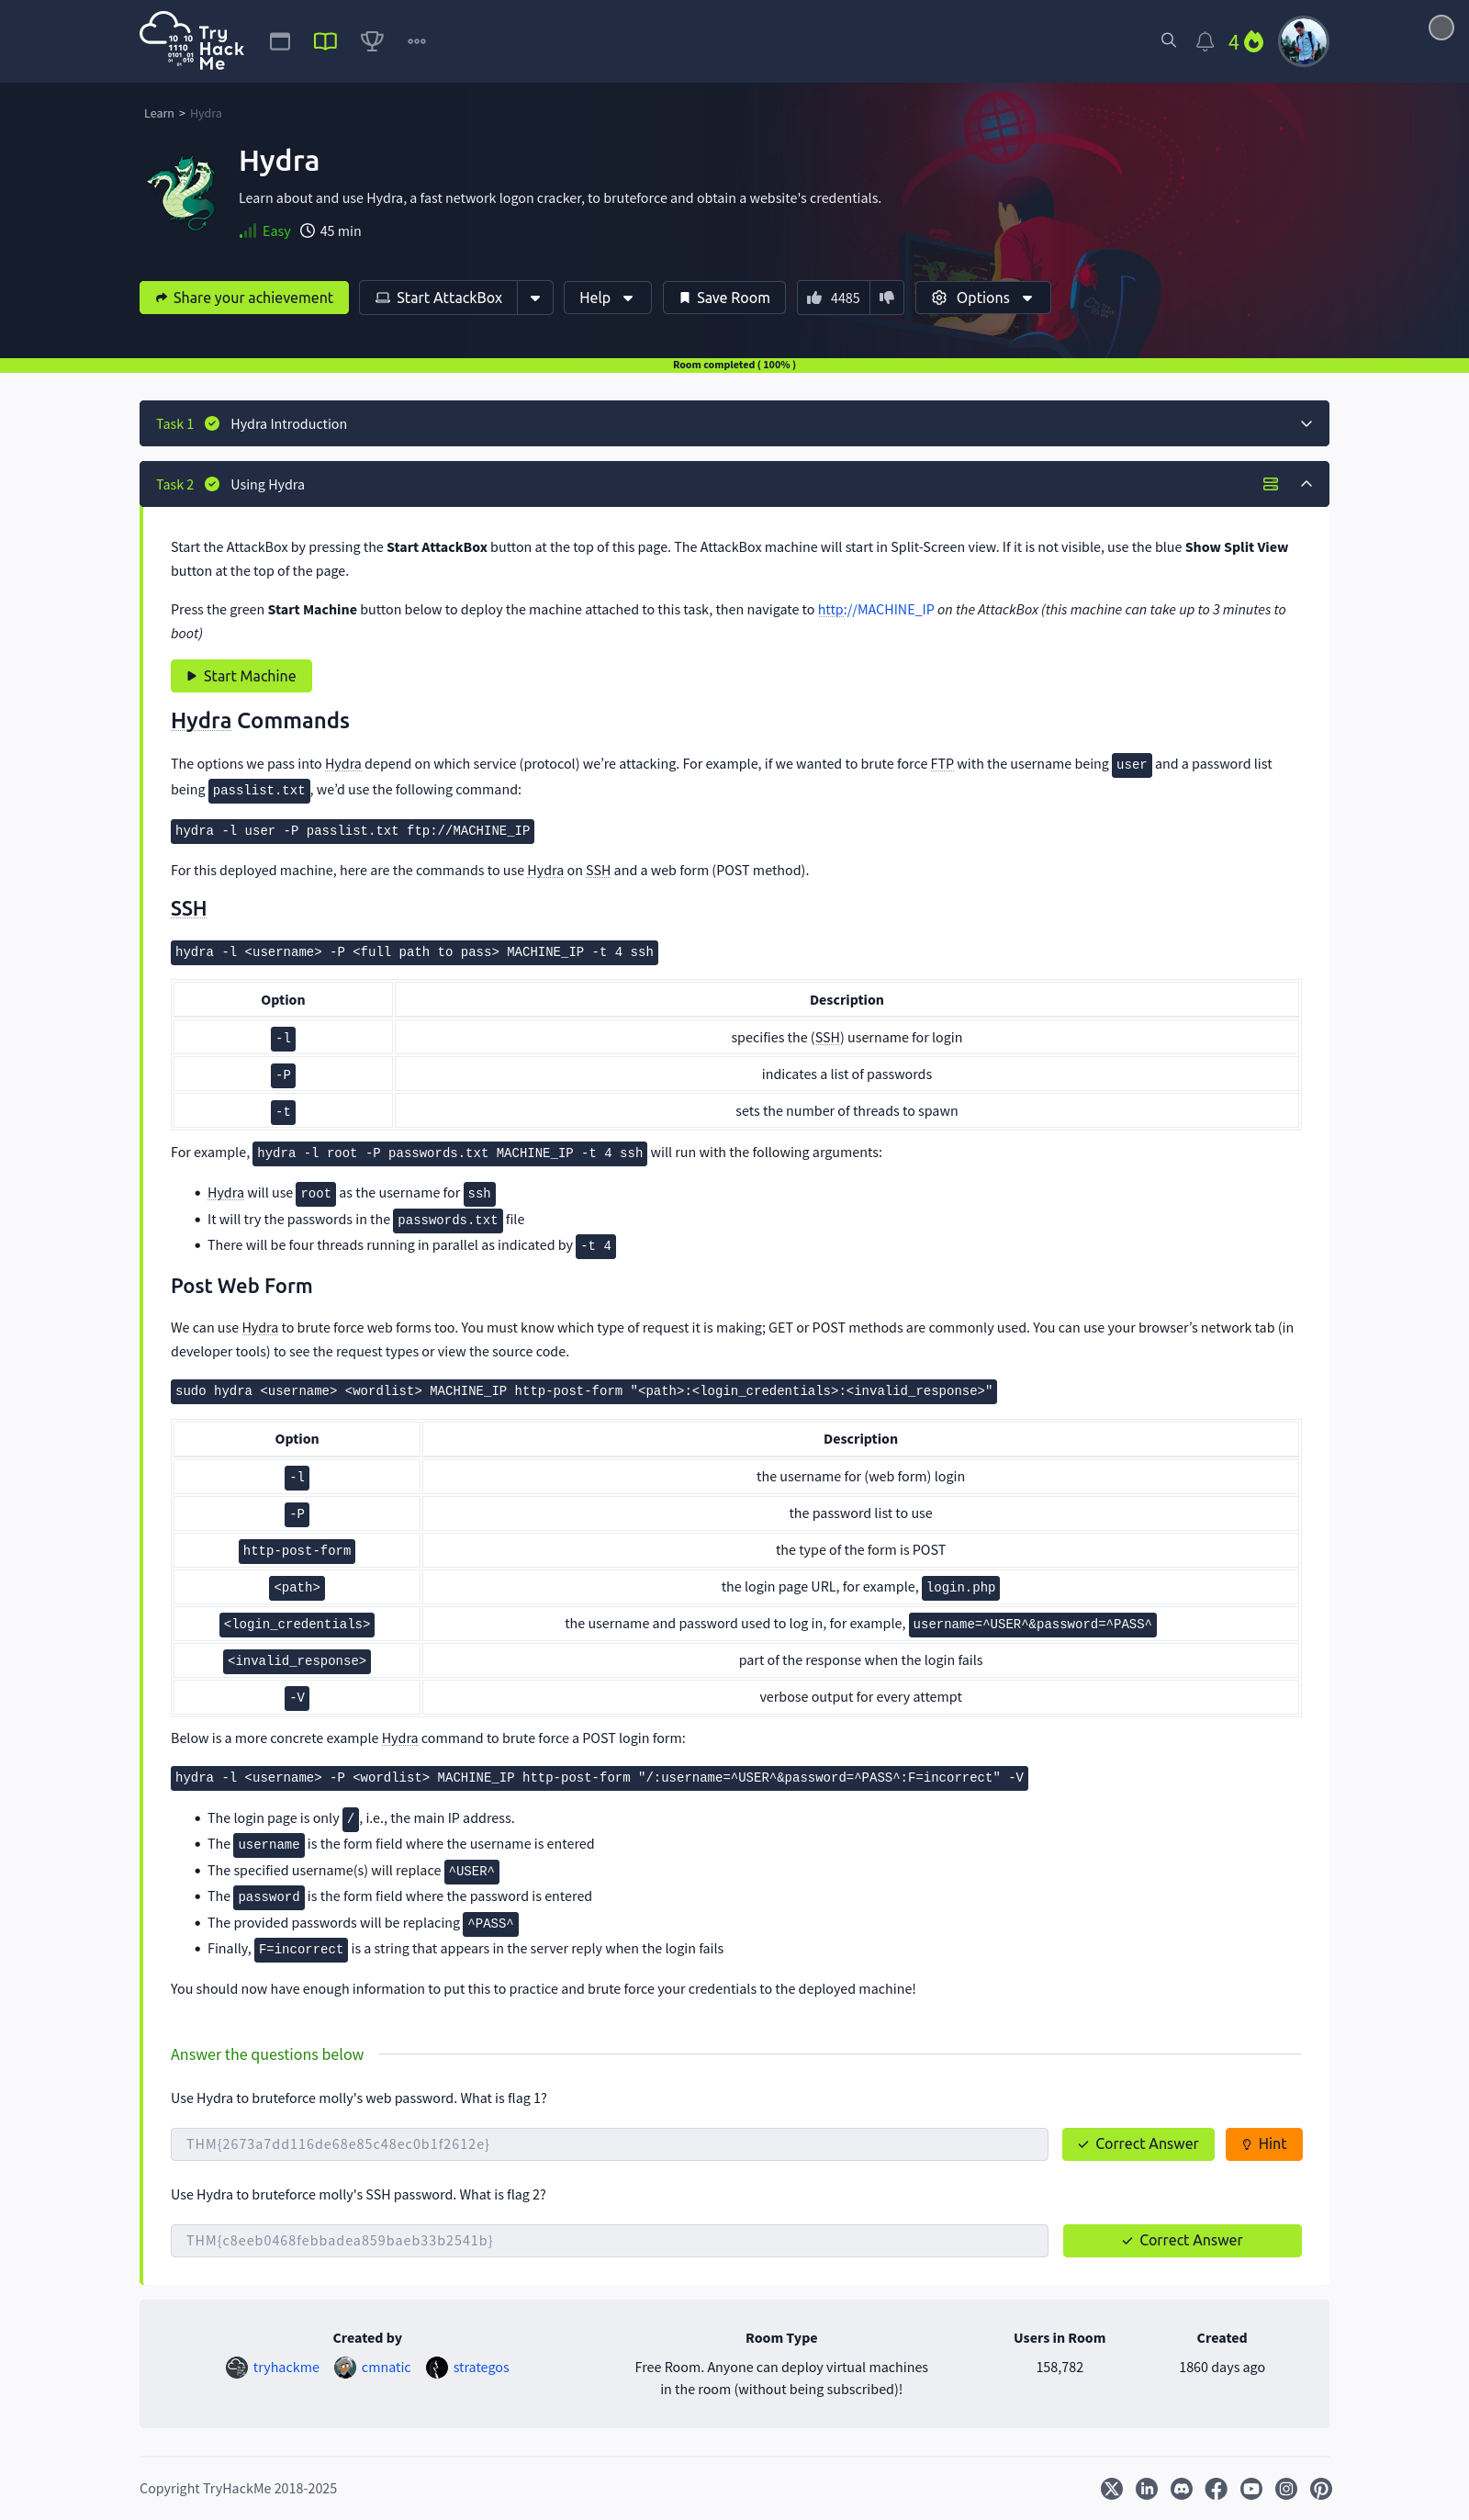 Try
Hack
Me
10 10
1110
0101 01
01 010
4
Learn > Hydra
Hydra
Learn about and use Hydra, a fast network logon cracker, to bruteforce and obtain a website's credentials.
Easy 45 min
Share your achievement Start AttackBox Help Save Room 4485 Options
Room completed ( 100% )
Task 1 Hydra Introduction
Task 2 Using Hydra
Start the AttackBox by pressing the Start AttackBox button at the top of this page. The AttackBox machine will start in Split-Screen view. If it is not visible, use the blue Show Split View
button at the top of the page.
Press the green Start Machine button below to deploy the machine attached to this task, then navigate to http://MACHINE_IP on the AttackBox (this machine can take up to 3 minutes to
boot)
Start Machine
Hydra Commands
The options we pass into Hydra depend on which service (protocol) we’re attacking. For example, if we wanted to brute force FTP with the username being user and a password list
being passlist.txt, we’d use the following command:
hydra -l user -P passlist.txt ftp://MACHINE_IP
For this deployed machine, here are the commands to use Hydra on SSH and a web form (POST method).
SSH
hydra -l <username> -P <full path to pass> MACHINE_IP -t 4 ssh
Option Description
-l specifies the (SSH) username for login
-P indicates a list of passwords
-t sets the number of threads to spawn
For example, hydra -l root -P passwords.txt MACHINE_IP -t 4 ssh will run with the following arguments:
• Hydra will use root as the username for ssh
• It will try the passwords in the passwords.txt file
• There will be four threads running in parallel as indicated by -t 4
Post Web Form
We can use Hydra to brute force web forms too. You must know which type of request it is making; GET or POST methods are commonly used. You can use your browser’s network tab (in
developer tools) to see the request types or view the source code.
sudo hydra <username> <wordlist> MACHINE_IP http-post-form "<path>:<login_credentials>:<invalid_response>"
Option Description
-l the username for (web form) login
-P the password list to use
http-post-form the type of the form is POST
<path> the login page URL, for example, login.php
<login_credentials> the username and password used to log in, for example, username=^USER^&password=^PASS^
<invalid_response> part of the response when the login fails
-V verbose output for every attempt
Below is a more concrete example Hydra command to brute force a POST login form:
hydra -l <username> -P <wordlist> MACHINE_IP http-post-form "/:username=^USER^&password=^PASS^:F=incorrect" -V
• The login page is only /, i.e., the main IP address.
• The username is the form field where the username is entered
• The specified username(s) will replace ^USER^
• The password is the form field where the password is entered
• The provided passwords will be replacing ^PASS^
• Finally, F=incorrect is a string that appears in the server reply when the login fails
You should now have enough information to put this to practice and brute force your credentials to the deployed machine!
Answer the questions below
Use Hydra to bruteforce molly's web password. What is flag 1?
THM{2673a7dd116de68e85c48ec0b1f2612e} Correct Answer Hint
Use Hydra to bruteforce molly's SSH password. What is flag 2?
THM{c8eeb0468febbadea859baeb33b2541b} Correct Answer
Created by Room Type Users in Room Created
tryhackme cmnatic strategos Free Room. Anyone can deploy virtual machines 158,782 1860 days ago
in the room (without being subscribed)!
Copyright TryHackMe 2018-2025